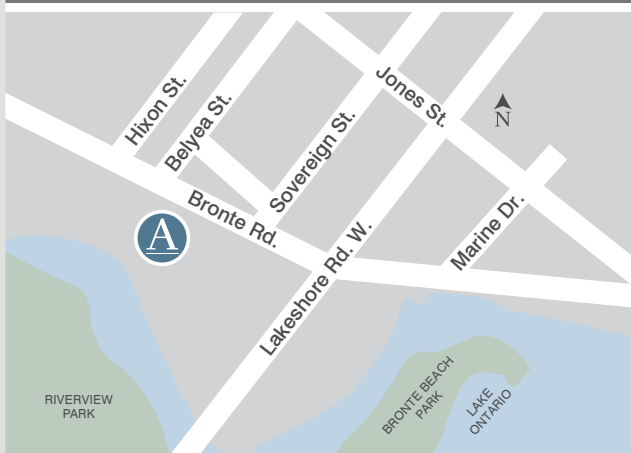 Hixon St.
Belyea St.
Sovereign St.
Jones St.
N
Bronte Rd.
A
Marine Dr.
Lakeshore Rd. W.
RIVERVIEW
PARK
BRONTE BEACH
PARK
LAKE
ONTARIO